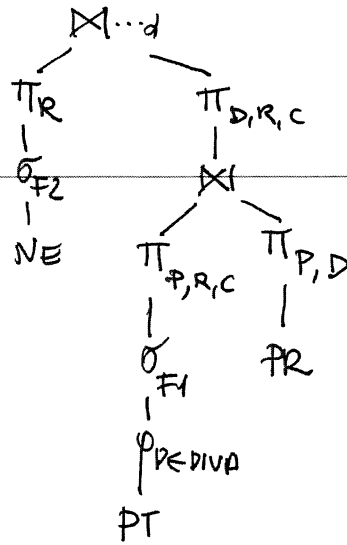 ⋈...d
π R π D,R,C
σ F2 ⋈
NE π P,R,C π P,D
σ F1 PR
φ D←DIVA
PT